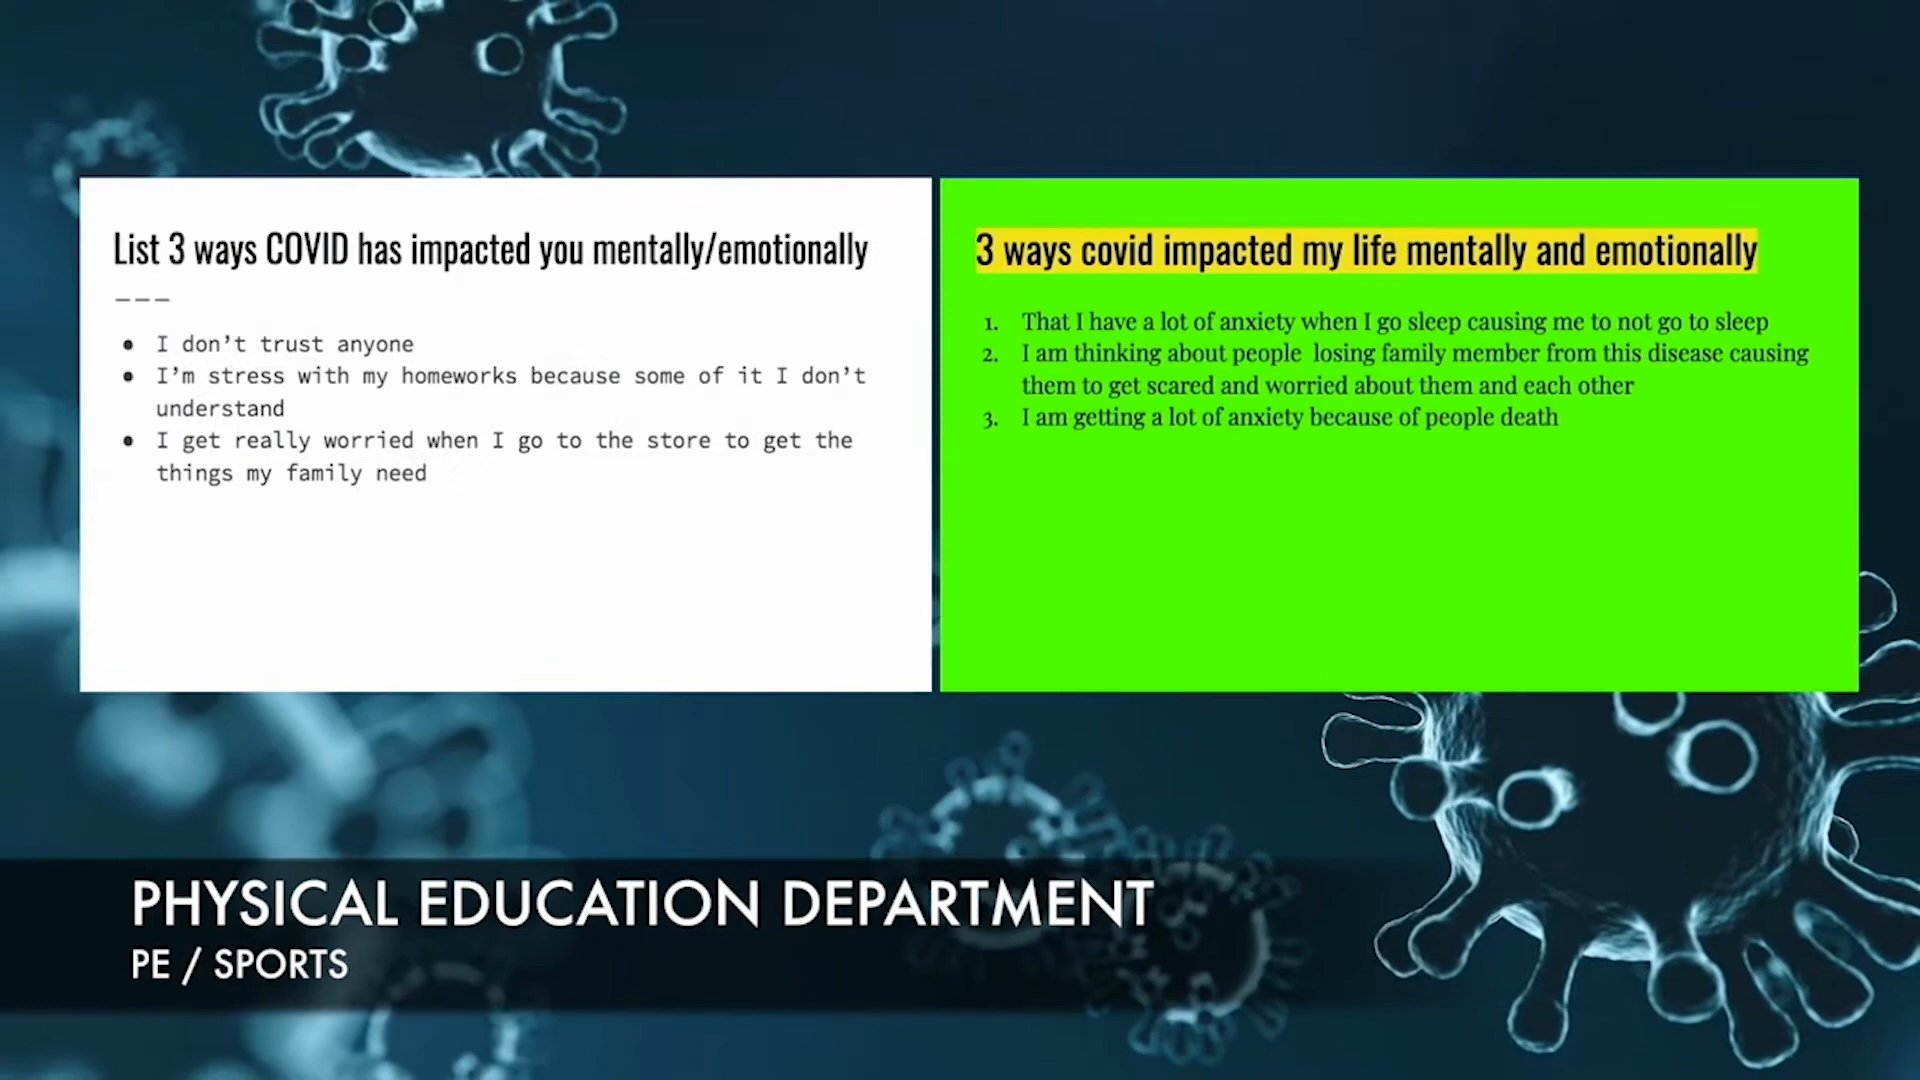 List 3 ways COVID has impacted you mentally/emotionally
---
● I don't trust anyone
● I'm stress with my homeworks because some of it I don't
understand
● I get really worried when I go to the store to get the
things my family need
3 ways covid impacted my life mentally and emotionally
1. That I have a lot of anxiety when I go sleep causing me to not go to sleep
2. I am thinking about people losing family member from this disease causing
them to get scared and worried about them and each other
3. I am getting a lot of anxiety because of people death
PHYSICAL EDUCATION DEPARTMENT
PE / SPORTS